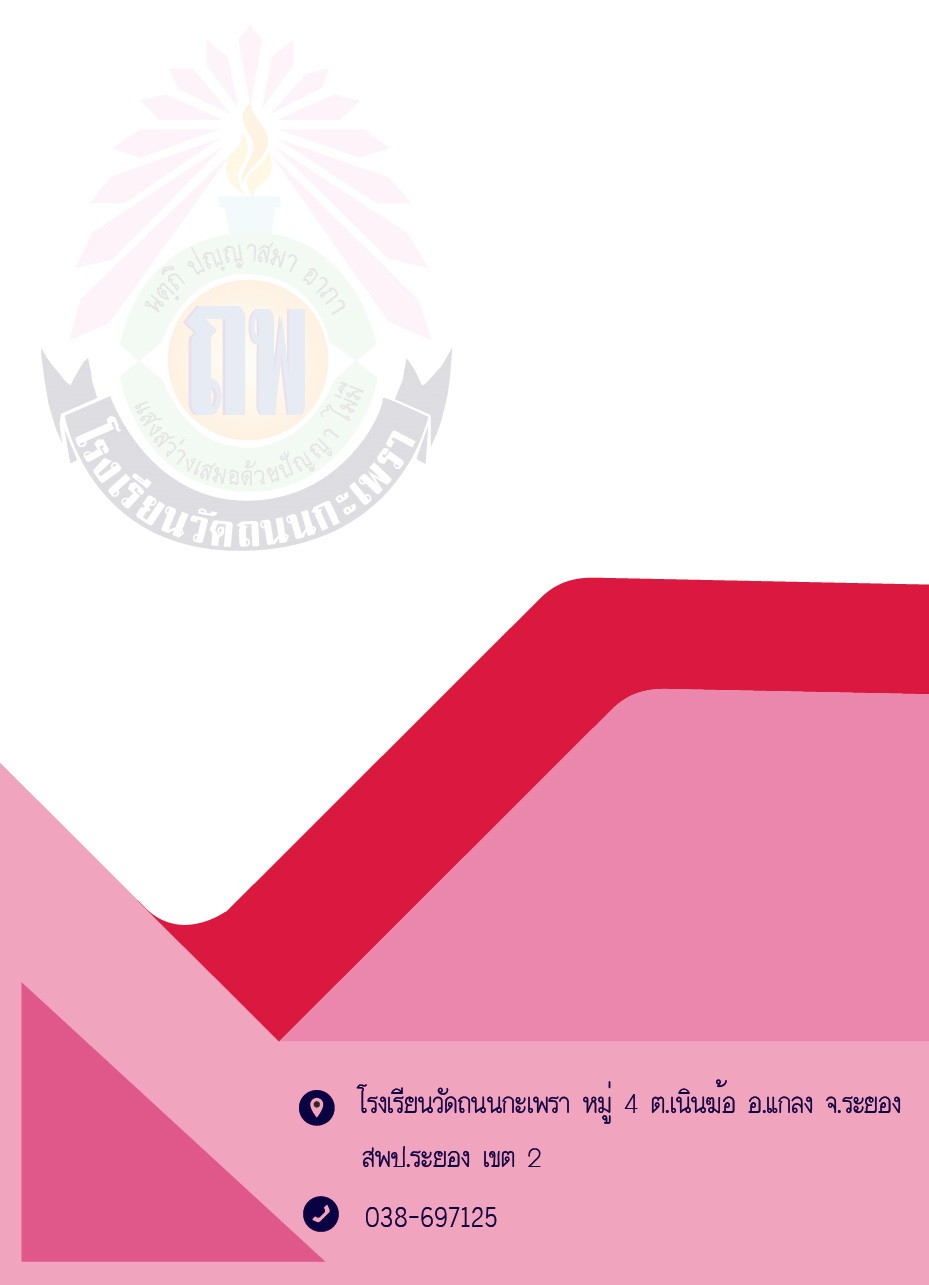 นตฺถิ ปญฺญาสมา อาภา
ถพ
แสงสว่างเสมอด้วยปัญญา ไม่มี
โรงเรียนวัดถนนกะเพรา
โรงเรียนวัดถนนกะเพรา หมู่ 4 ต.เนินฆ้อ อ.แกลง จ.ระยอง
สพป.ระยอง เขต 2
038-697125